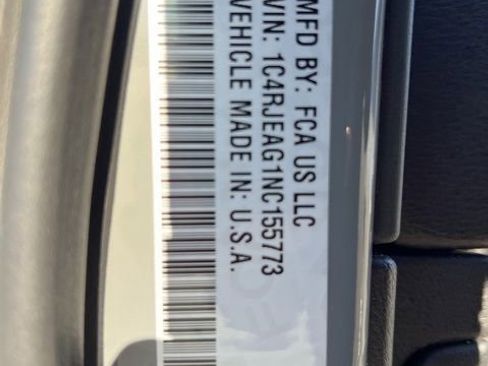 MFD BY: FCA US LLC
VIN: 1C4RJEAG1NC155773
VEHICLE MADE IN: U.S.A.